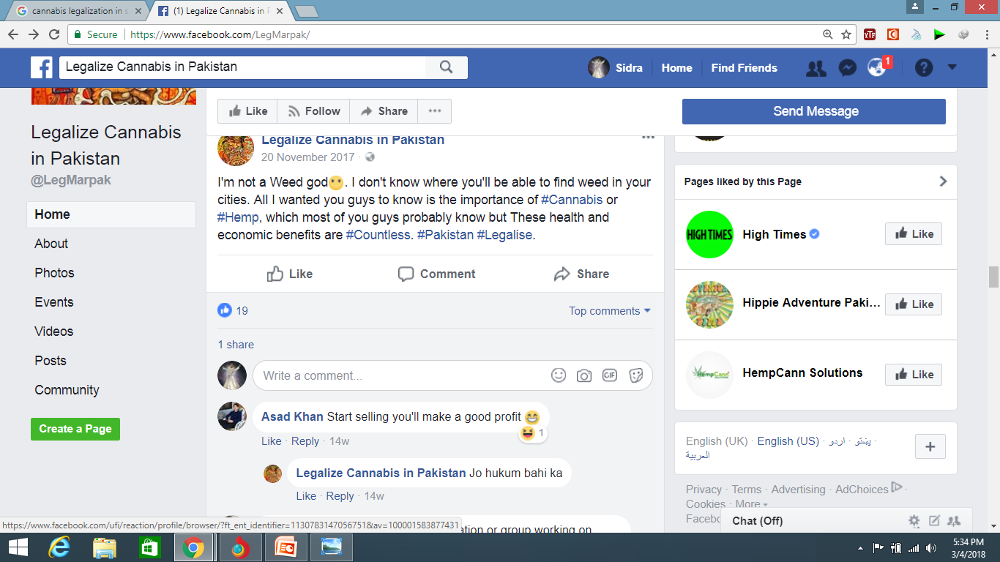 cannabis legalization in s
(1) Legalize Cannabis in P
Secure https://www.facebook.com/LegMarpak/
YTF
Legalize Cannabis in Pakistan
Sidra
Home
Find Friends
1
Legalize Cannabis
in Pakistan
@LegMarpak
Home
About
Photos
Events
Videos
Posts
Community
Create a Page
Like
Follow
Share
Send Message
Legalize Cannabis in Pakistan
20 November 2017 ·
I'm not a Weed god😶. I don't know where you'll be able to find weed in your
cities. All I wanted you guys to know is the importance of #Cannabis or
#Hemp, which most of you guys probably know but These health and
economic benefits are #Countless. #Pakistan #Legalise.
Like
Comment
Share
19
Top comments
1 share
Write a comment...
GIF
Asad Khan Start selling you'll make a good profit 😁
1
Like · Reply · 14w
Legalize Cannabis in Pakistan Jo hukum bahi ka
Like · Reply · 14w
ation or group working on
Pages liked by this Page
HIGH TIMES
High Times
Like
Hippie Adventure Paki...
Like
HempCann
HempCann Solutions
Like
English (UK) · English (US) · پښتو · اردو ·
العربية
Privacy · Terms · Advertising · AdChoices ·
Cookies · More
Facebo
Chat (Off)
https://www.facebook.com/ufi/reaction/profile/browser/?ft_ent_identifier=1130783147056751&av=100001583877431
5:34 PM
3/4/2018